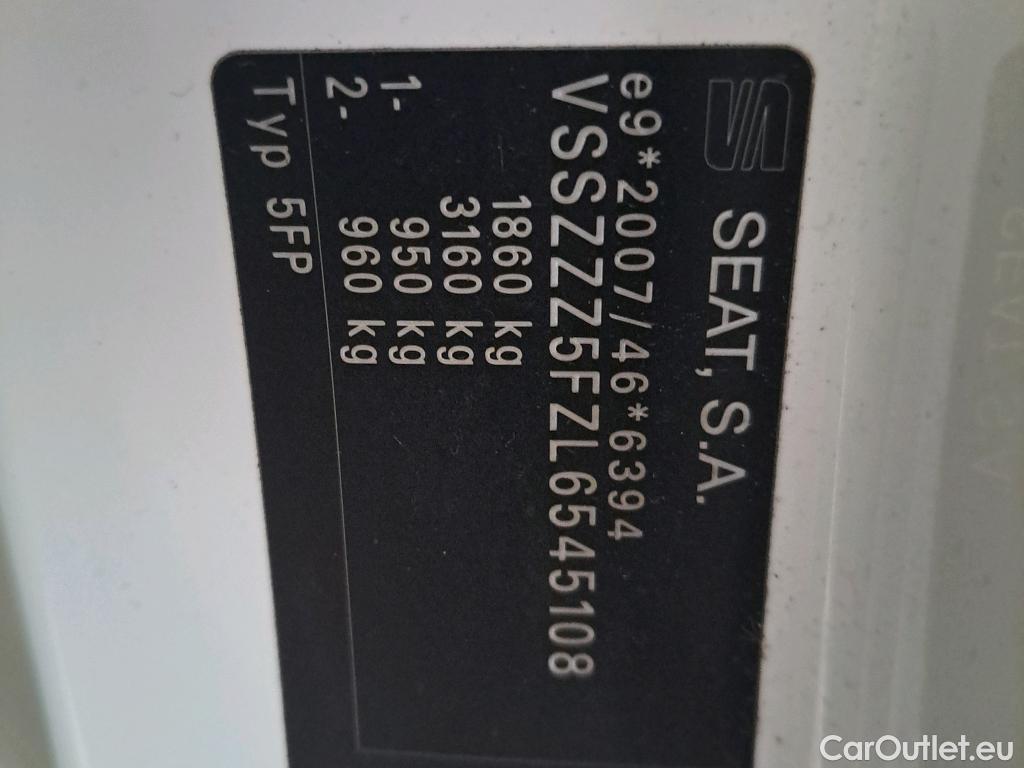 SEAT, S.A.
e9*2007/46*6394
VSSZZZ5FZL6545108
1860 kg
3160 kg
1- 950 kg
2- 960 kg
Typ 5FP
CarOutlet.eu